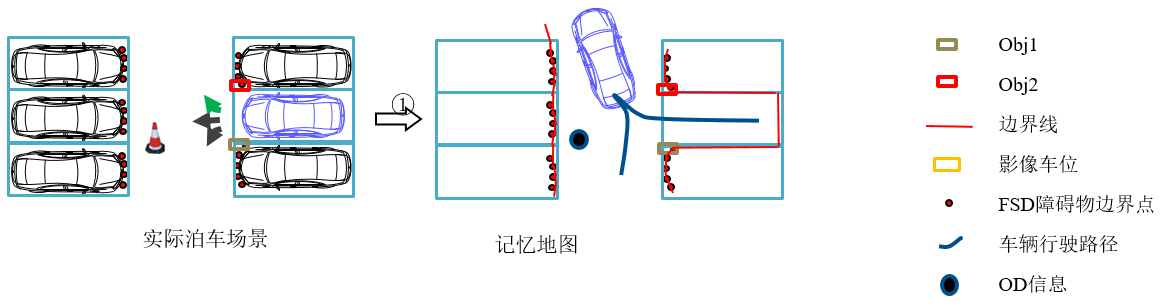 ①
实际泊车场景
记忆地图
Obj1
Obj2
边界线
影像车位
FSD障碍物边界点
车辆行驶路径
OD信息